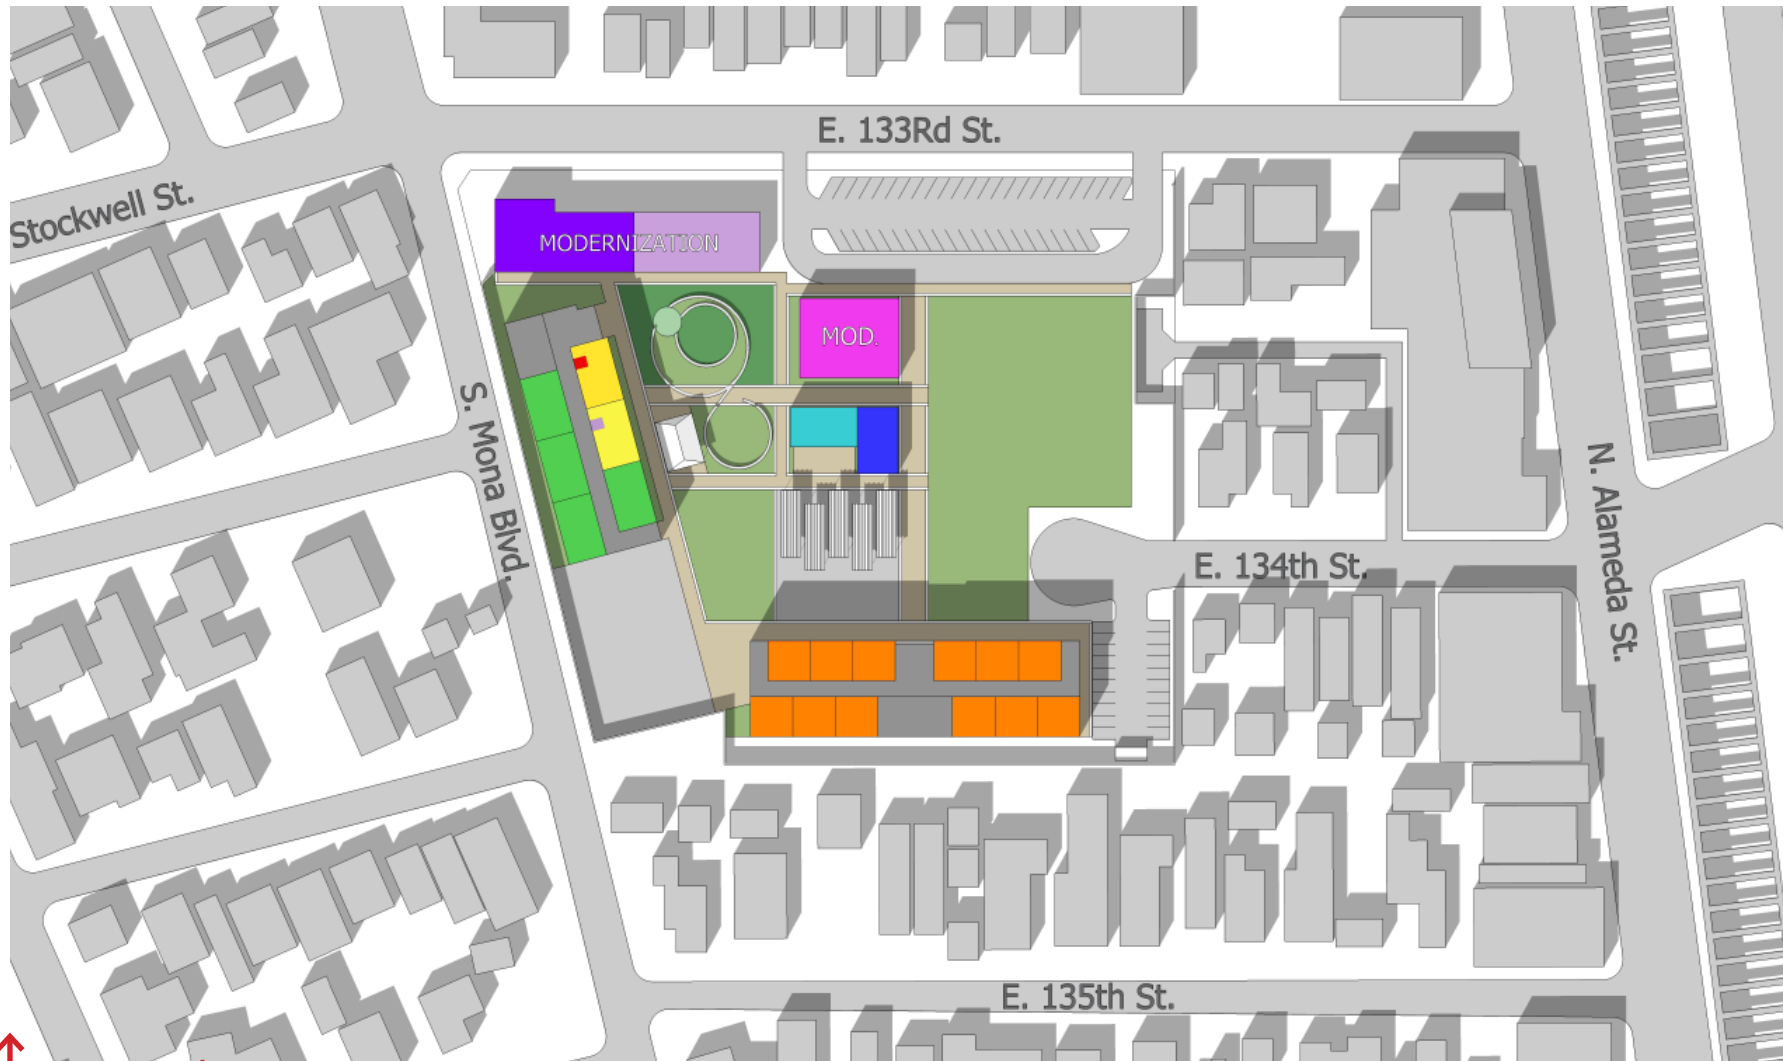 E. 133Rd St.
Stockwell St.
MODERNIZATION
MOD.
S. Mona Blvd.
N. Alameda St.
E. 134th St.
E. 135th St.